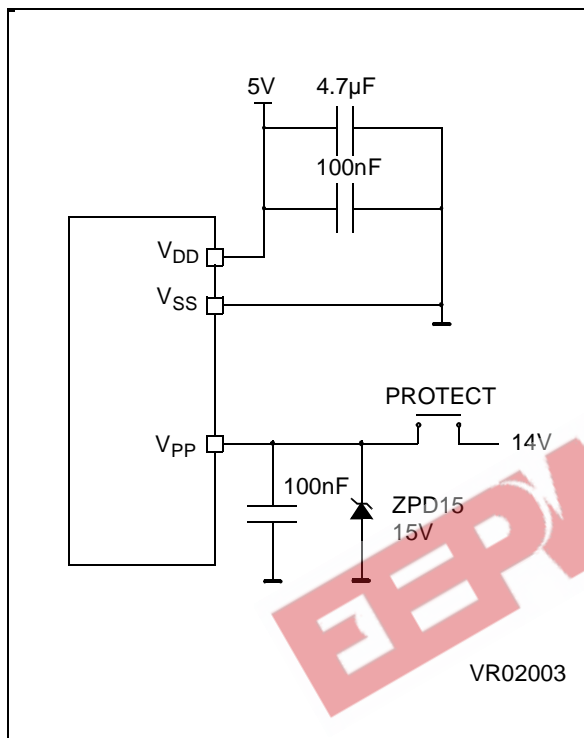 5V
4.7µF
100nF
VDD
VSS
PROTECT
VPP
14V
100nF
ZPD15
15V
VR02003